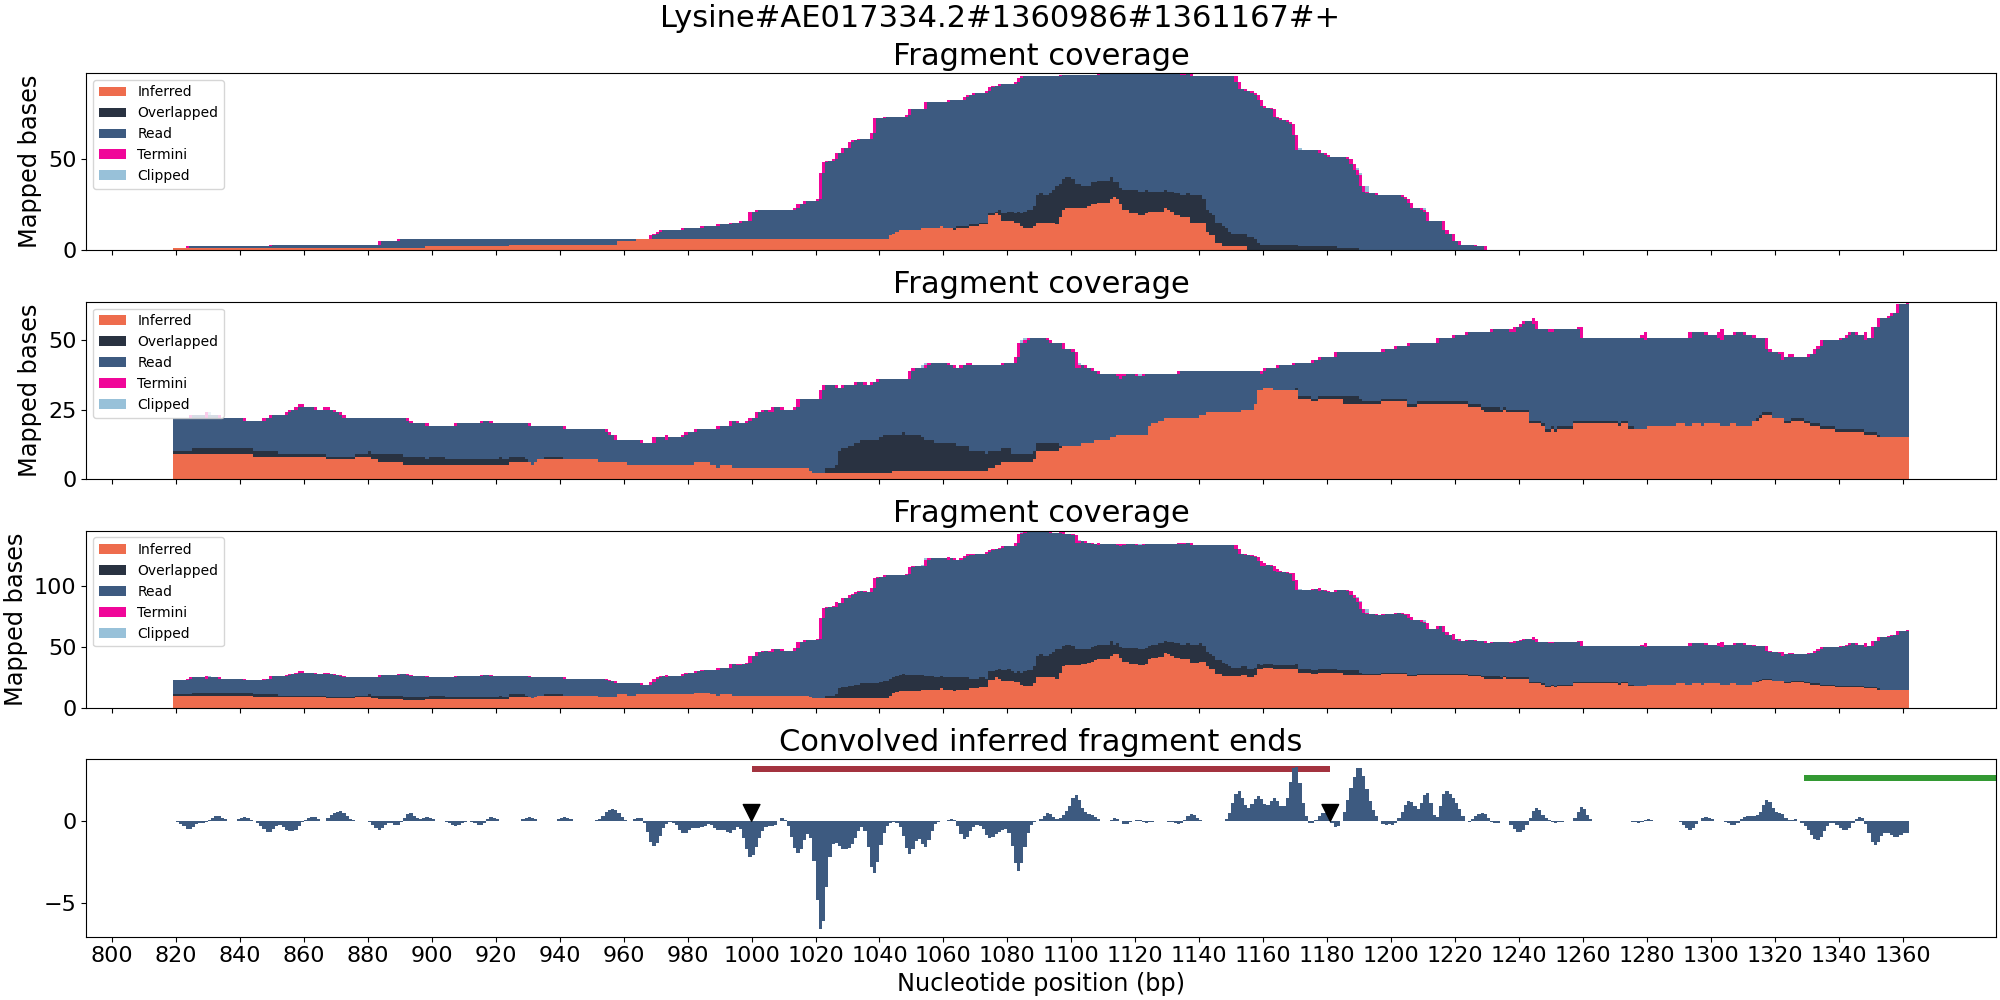 Lysine#AE017334.2#1360986#1361167#+
Fragment coverage
Mapped bases
50
0
Inferred
Overlapped
Read
Termini
Clipped
Fragment coverage
Mapped bases
50
25
0
Inferred
Overlapped
Read
Termini
Clipped
Fragment coverage
Mapped bases
100
50
0
Inferred
Overlapped
Read
Termini
Clipped
Convolved inferred fragment ends
0
−5
800 820 840 860 880 900 920 940 960 980 1000 1020 1040 1060 1080 1100 1120 1140 1160 1180 1200 1220 1240 1260 1280 1300 1320 1340 1360
Nucleotide position (bp)